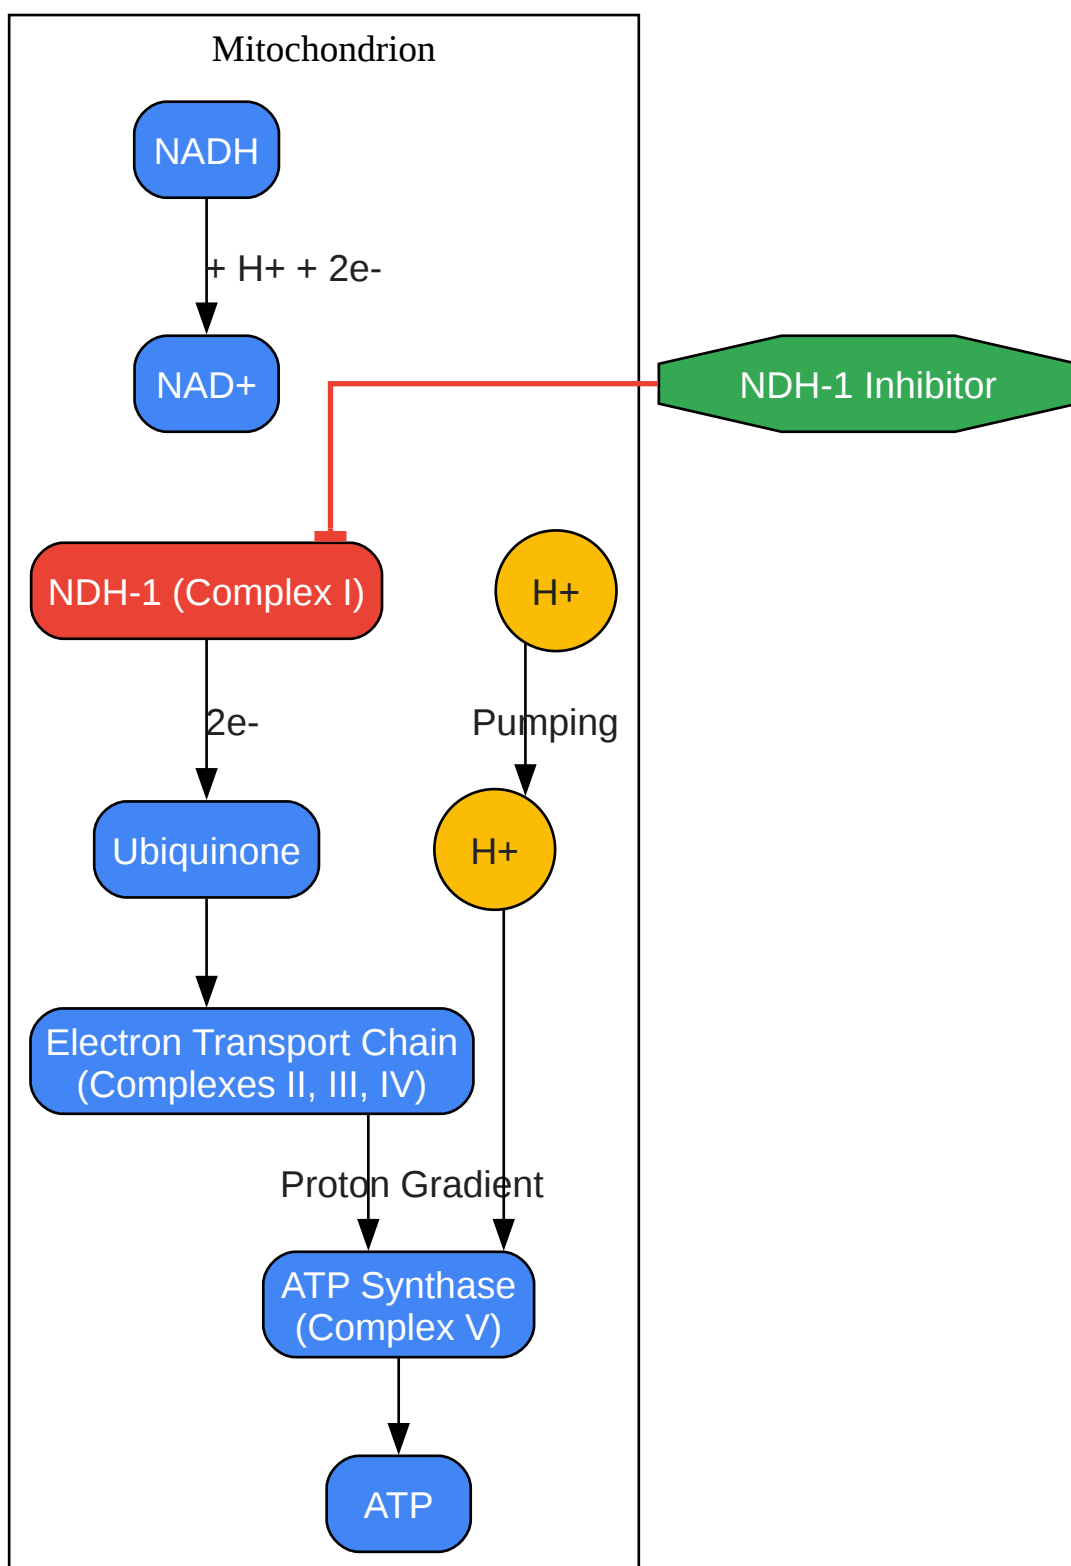 Mitochondrion
NADH
+ H+ + 2e-
NAD+
NDH-1 Inhibitor
NDH-1 (Complex I)
H+
2e-
Pumping
Ubiquinone
H+
Electron Transport Chain
(Complexes II, III, IV)
Proton Gradient
ATP Synthase
(Complex V)
ATP